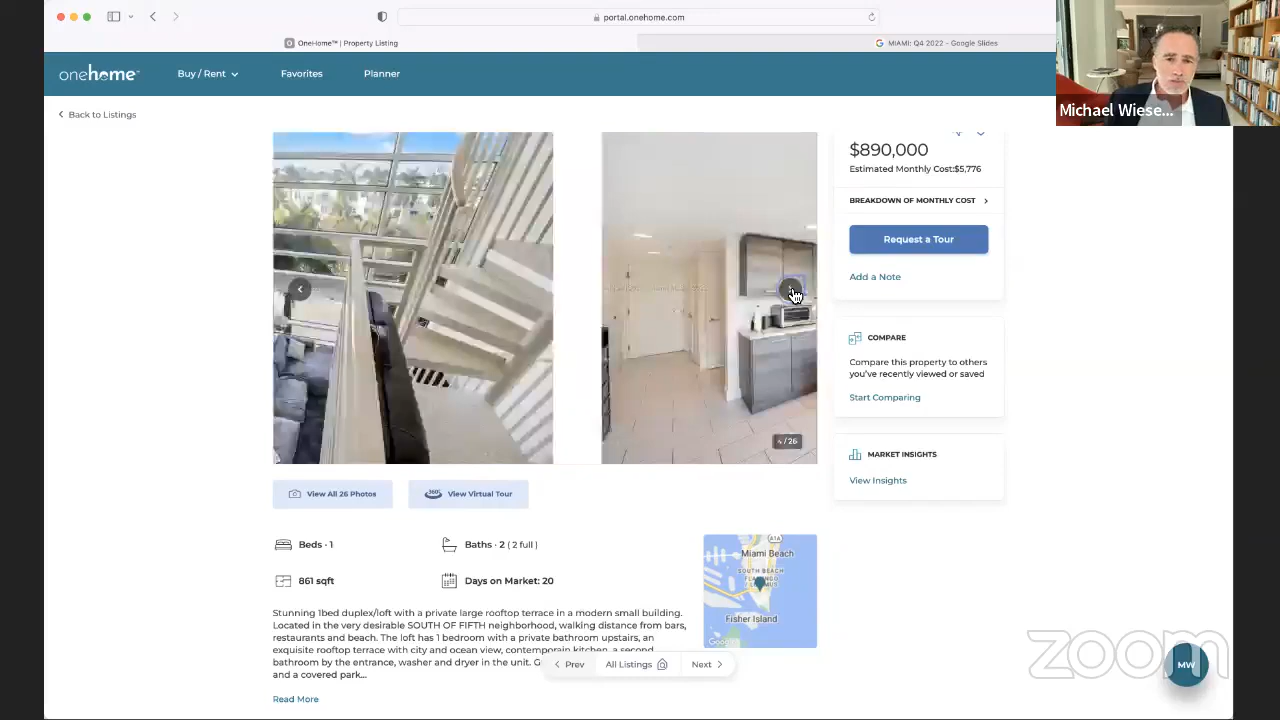 portal.onehome.com
OneHome™ | Property Listing
MIAMI: Q4 2022 - Google Slides
onehome
Buy / Rent
Favorites
Planner
Michael Wiese...
Back to Listings
$890,000
Estimated Monthly Cost:$5,776
BREAKDOWN OF MONTHLY COST
Request a Tour
Add a Note
COMPARE
Compare this property to others
you've recently viewed or saved
Start Comparing
4 / 26
MARKET INSIGHTS
View Insights
View All 26 Photos
360°
View Virtual Tour
Beds · 1
Baths · 2 ( 2 full )
861 sqft
Days on Market: 20
A1A
Miami Beach
SOUTH BEACH
Fisher Island
Google
Stunning 1bed duplex/loft with a private large rooftop terrace in a modern small building.
Located in the very desirable SOUTH OF FIFTH neighborhood, walking distance from bars,
restaurants and beach. The loft has 1 bedroom with a private bathroom upstairs, an
exquisite rooftop terrace with city and ocean view, contemporain kitchen, a second
bathroom by the entrance, washer and dryer in the unit.
and a covered park...
Prev
All Listings
Next
Read More
zoom
MW